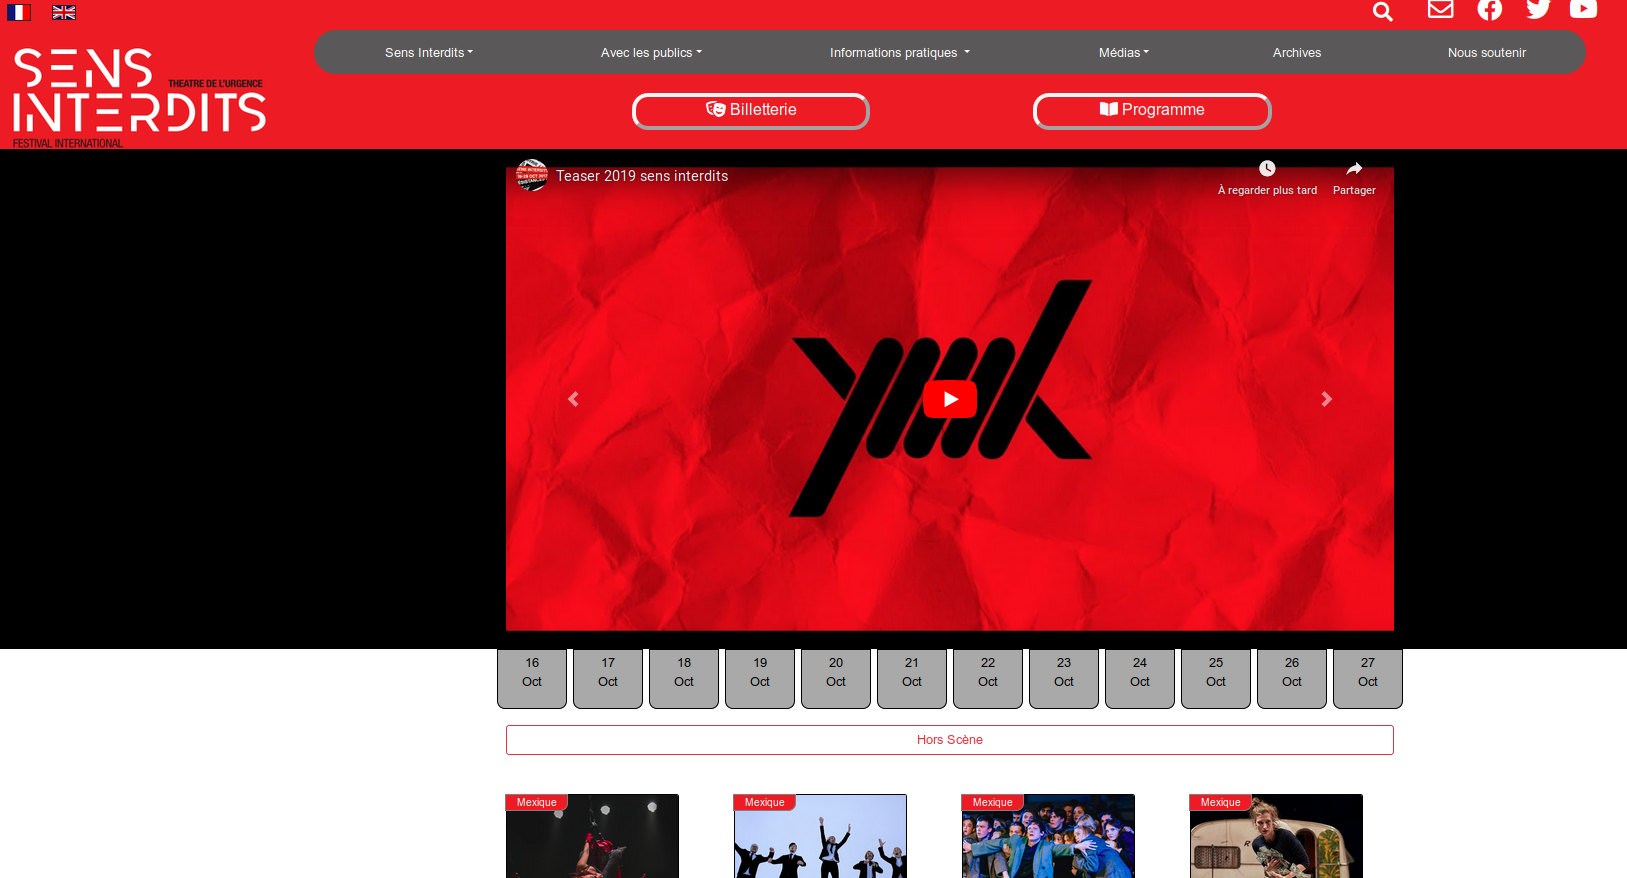 Sens Interdits
Avec les publics
Informations pratiques
Médias
Archives
Nous soutenir
SENS
THEATRE DE L'URGENCE
INTERDITS
FESTIVAL INTERNATIONAL
Billetterie
Programme
Teaser 2019 sens interdits
À regarder plus tard
Partager
16
Oct
17
Oct
18
Oct
19
Oct
20
Oct
21
Oct
22
Oct
23
Oct
24
Oct
25
Oct
26
Oct
27
Oct
Hors Scène
Mexique
Mexique
Mexique
Mexique